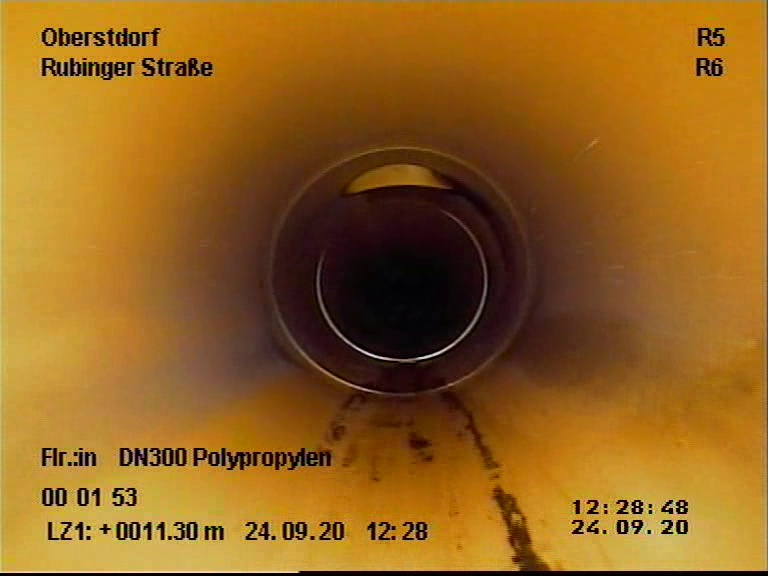 Oberstdorf
R5
Rubinger Straße
R6
Flr.:in DN300 Polypropylen
00 01 53
LZ1: +0011.30 m 24.09.20 12:28
12:28:48
24.09.20